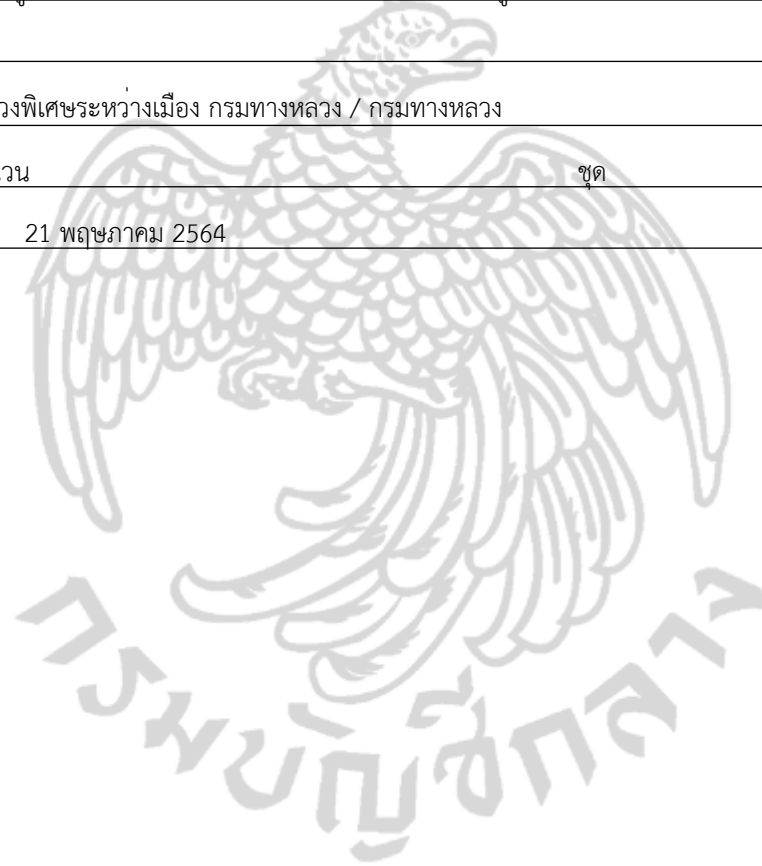 วงพิเศษระหว่างเมือง กรมทางหลวง / กรมทางหลวง
วน ชุด
21 พฤษภาคม 2564
กรมบัญชีกลาง